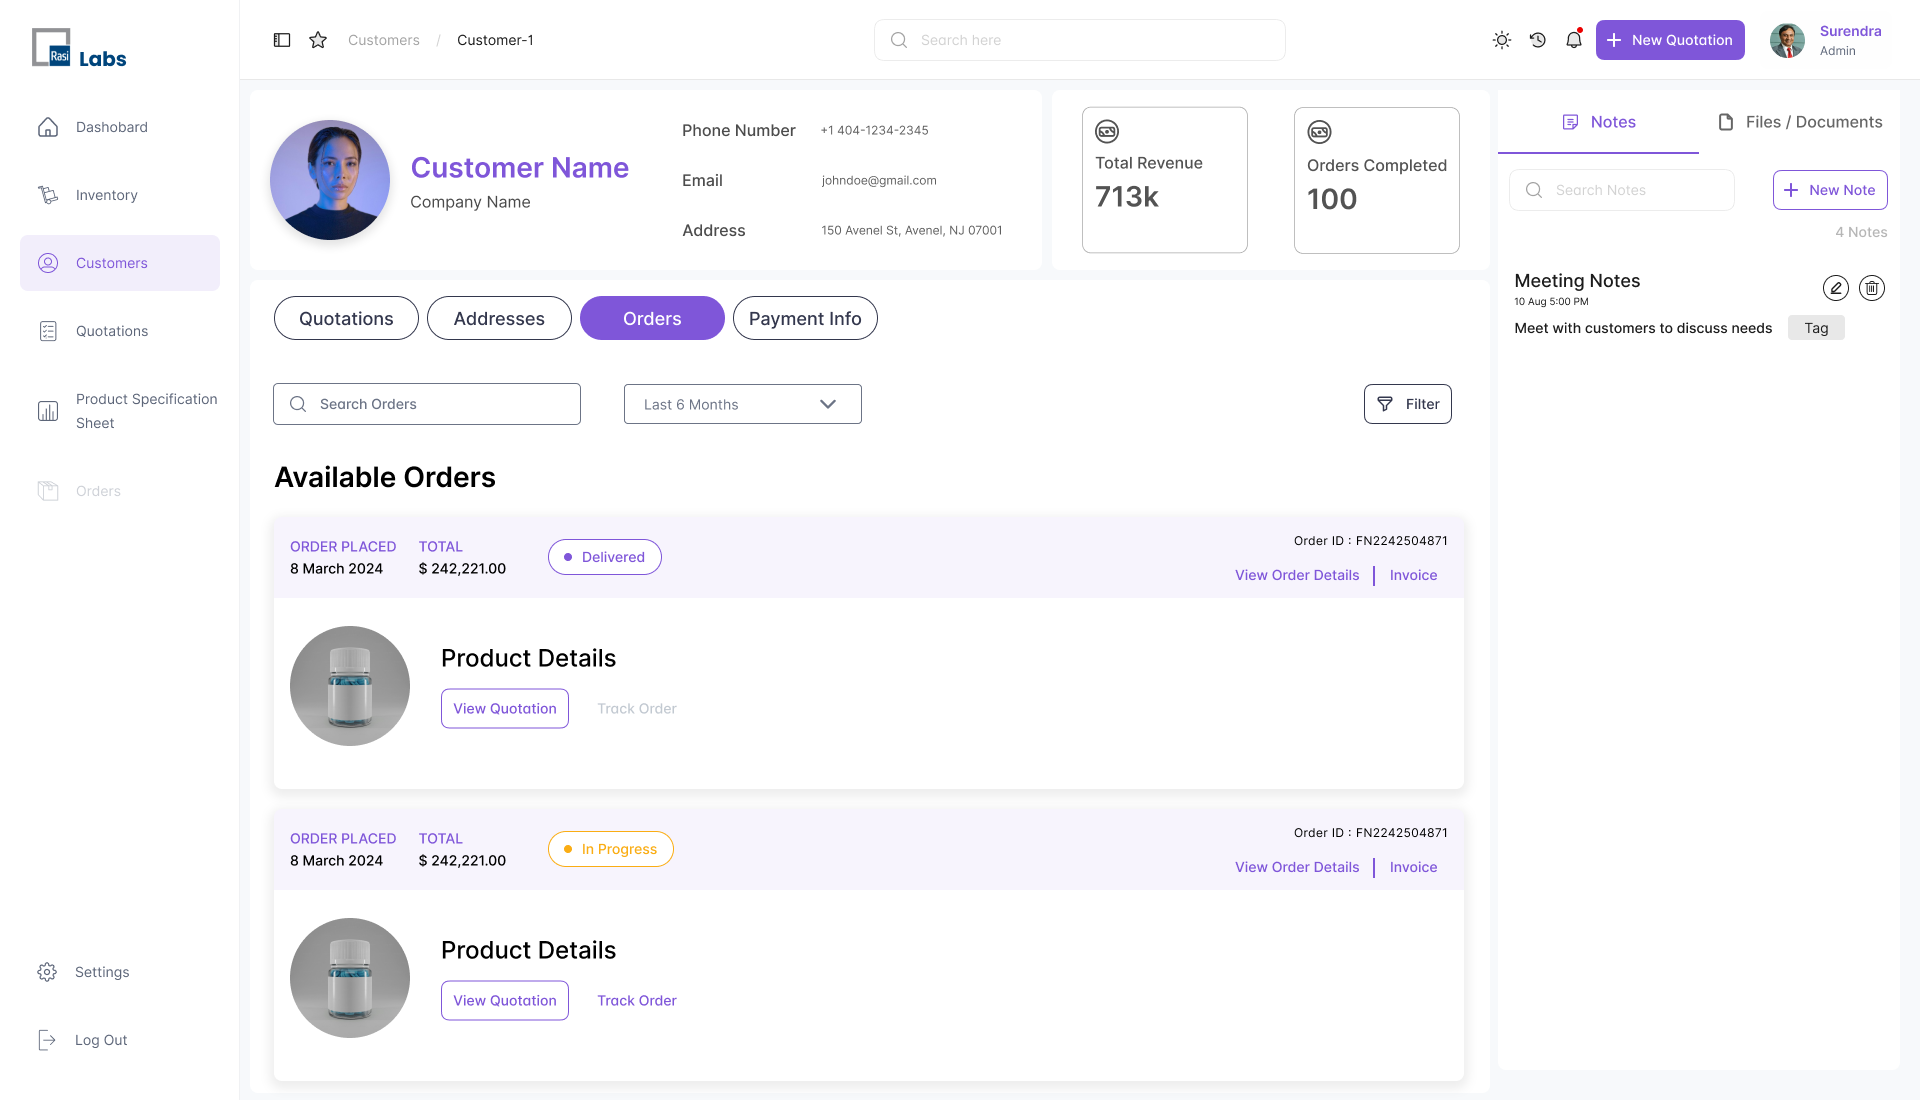 Rasi
Labs
Dashobard
Inventory
Customers
Quotations
Product Specification
Sheet
Orders
Settings
Log Out
Customers / Customer-1
Search here
New Quotation
Surendra
Admin
Customer Name
Company Name
Phone Number +1 404-1234-2345
Email johndoe@gmail.com
Address 150 Avenel St, Avenel, NJ 07001
Total Revenue
713k
Orders Completed
100
Quotations Addresses Orders Payment Info
Search Orders Last 6 Months Filter
Available Orders
ORDER PLACED TOTAL
8 March 2024 $ 242,221.00
Delivered
Order ID : FN2242504871
View Order Details Invoice
Product Details
View Quotation Track Order
ORDER PLACED TOTAL
8 March 2024 $ 242,221.00
In Progress
Order ID : FN2242504871
View Order Details Invoice
Product Details
View Quotation Track Order
Notes Files / Documents
Search Notes New Note
4 Notes
Meeting Notes
10 Aug 5:00 PM
Meet with customers to discuss needs Tag